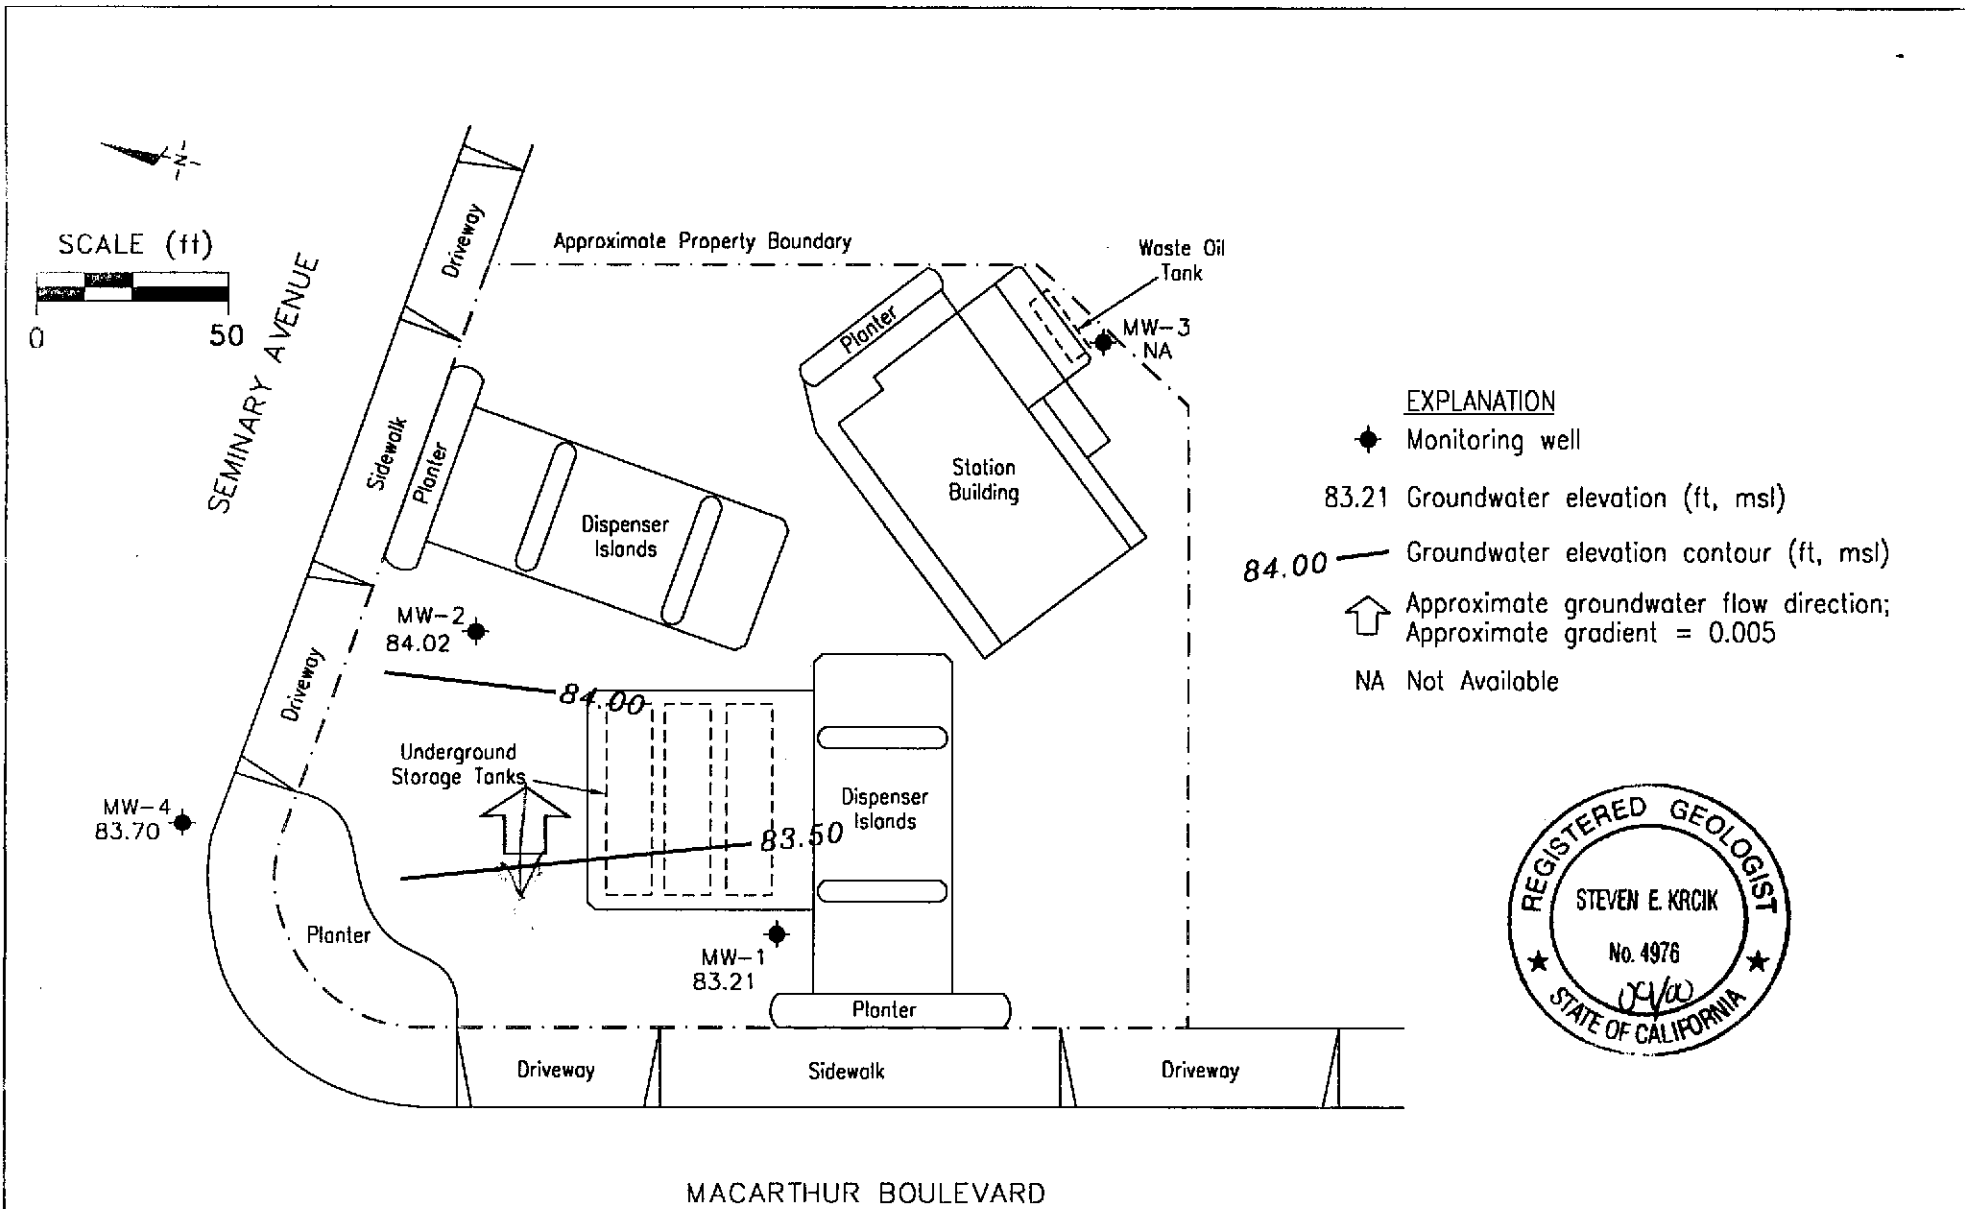 N
SCALE (ft)
0 50
SEMINARY AVENUE
Driveway
Approximate Property Boundary
Waste Oil
Tank
MW-3
NA
Planter
Sidewalk
Planter
Dispenser
Islands
Station
Building
EXPLANATION
Monitoring well
83.21 Groundwater elevation (ft, msl)
84.00 Groundwater elevation contour (ft, msl)
Approximate groundwater flow direction;
Approximate gradient = 0.005
NA Not Available
MW-2
84.02
Driveway
84.00
Underground
Storage Tanks
MW-4
83.70
Dispenser
Islands
83.50
Planter
MW-1
83.21
Planter
Driveway
Sidewalk
Driveway
MACARTHUR BOULEVARD
REGISTERED GEOLOGIST
STEVEN E. KRCIK
No. 4976
STATE OF CALIFORNIA